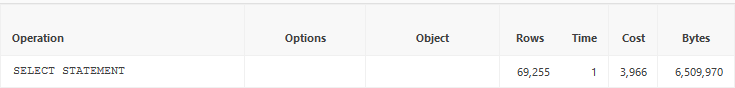 Operation Options Object Rows Time Cost Bytes
SELECT STATEMENT 69,255 1 3,966 6,509,970